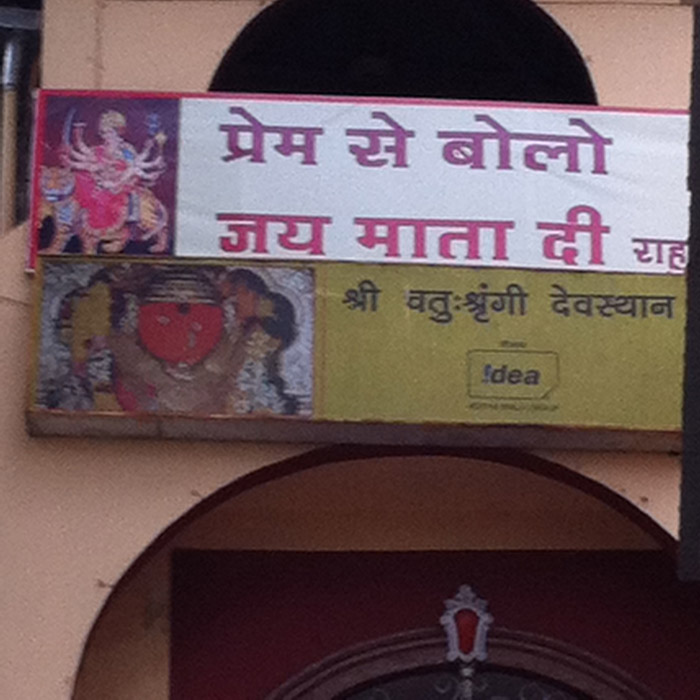 प्रेम से बोलो
जय माता दी राहु
श्री वतुःश्रृंगी देवस्थान
!dea